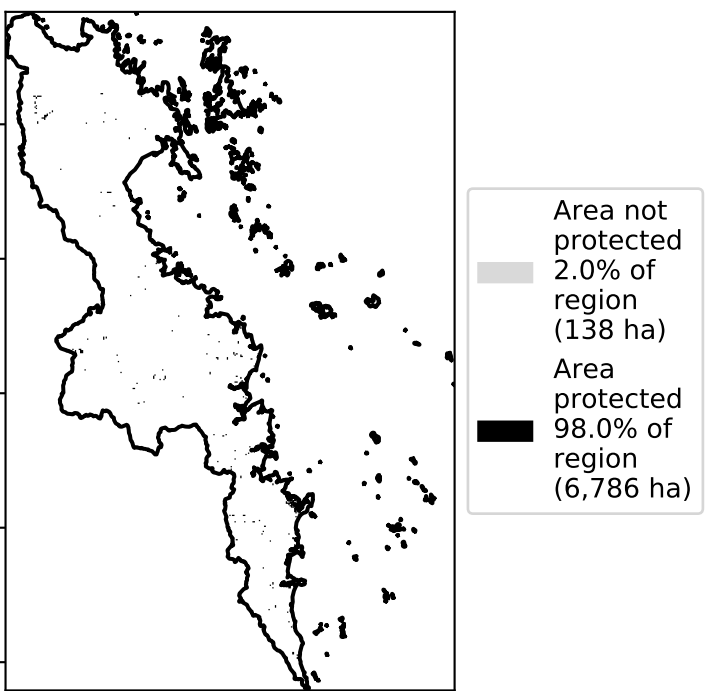 Area not
protected
2.0% of
region
(138 ha)
Area
protected
98.0% of
region
(6,786 ha)